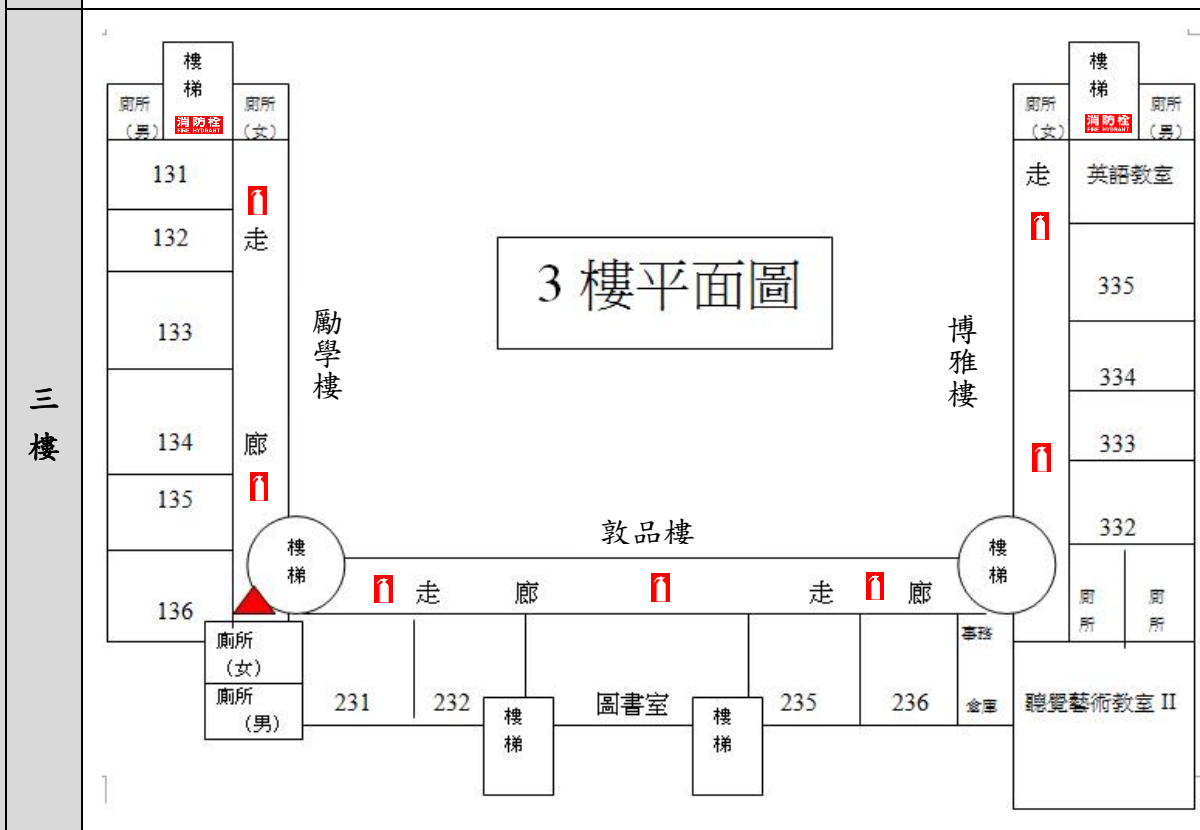 三
樓
樓
梯
廁所
（男）
消防栓
FIRE HYDRANT
廁所
（女）
131
132
133
134
135
136
走
廊
勵
學
樓
3 樓平面圖
博
雅
樓
樓
梯
廁所
（女）
消防栓
FIRE HYDRANT
廁所
（男）
走
英語教室
335
334
333
332
敦品樓
樓
梯
走
廊
走
廊
樓
梯
廁
所
廁
所
廁所
（女）
廁所
（男）
231
232
樓
梯
圖書室
樓
梯
235
236
事務
倉庫
聽覺藝術教室 II